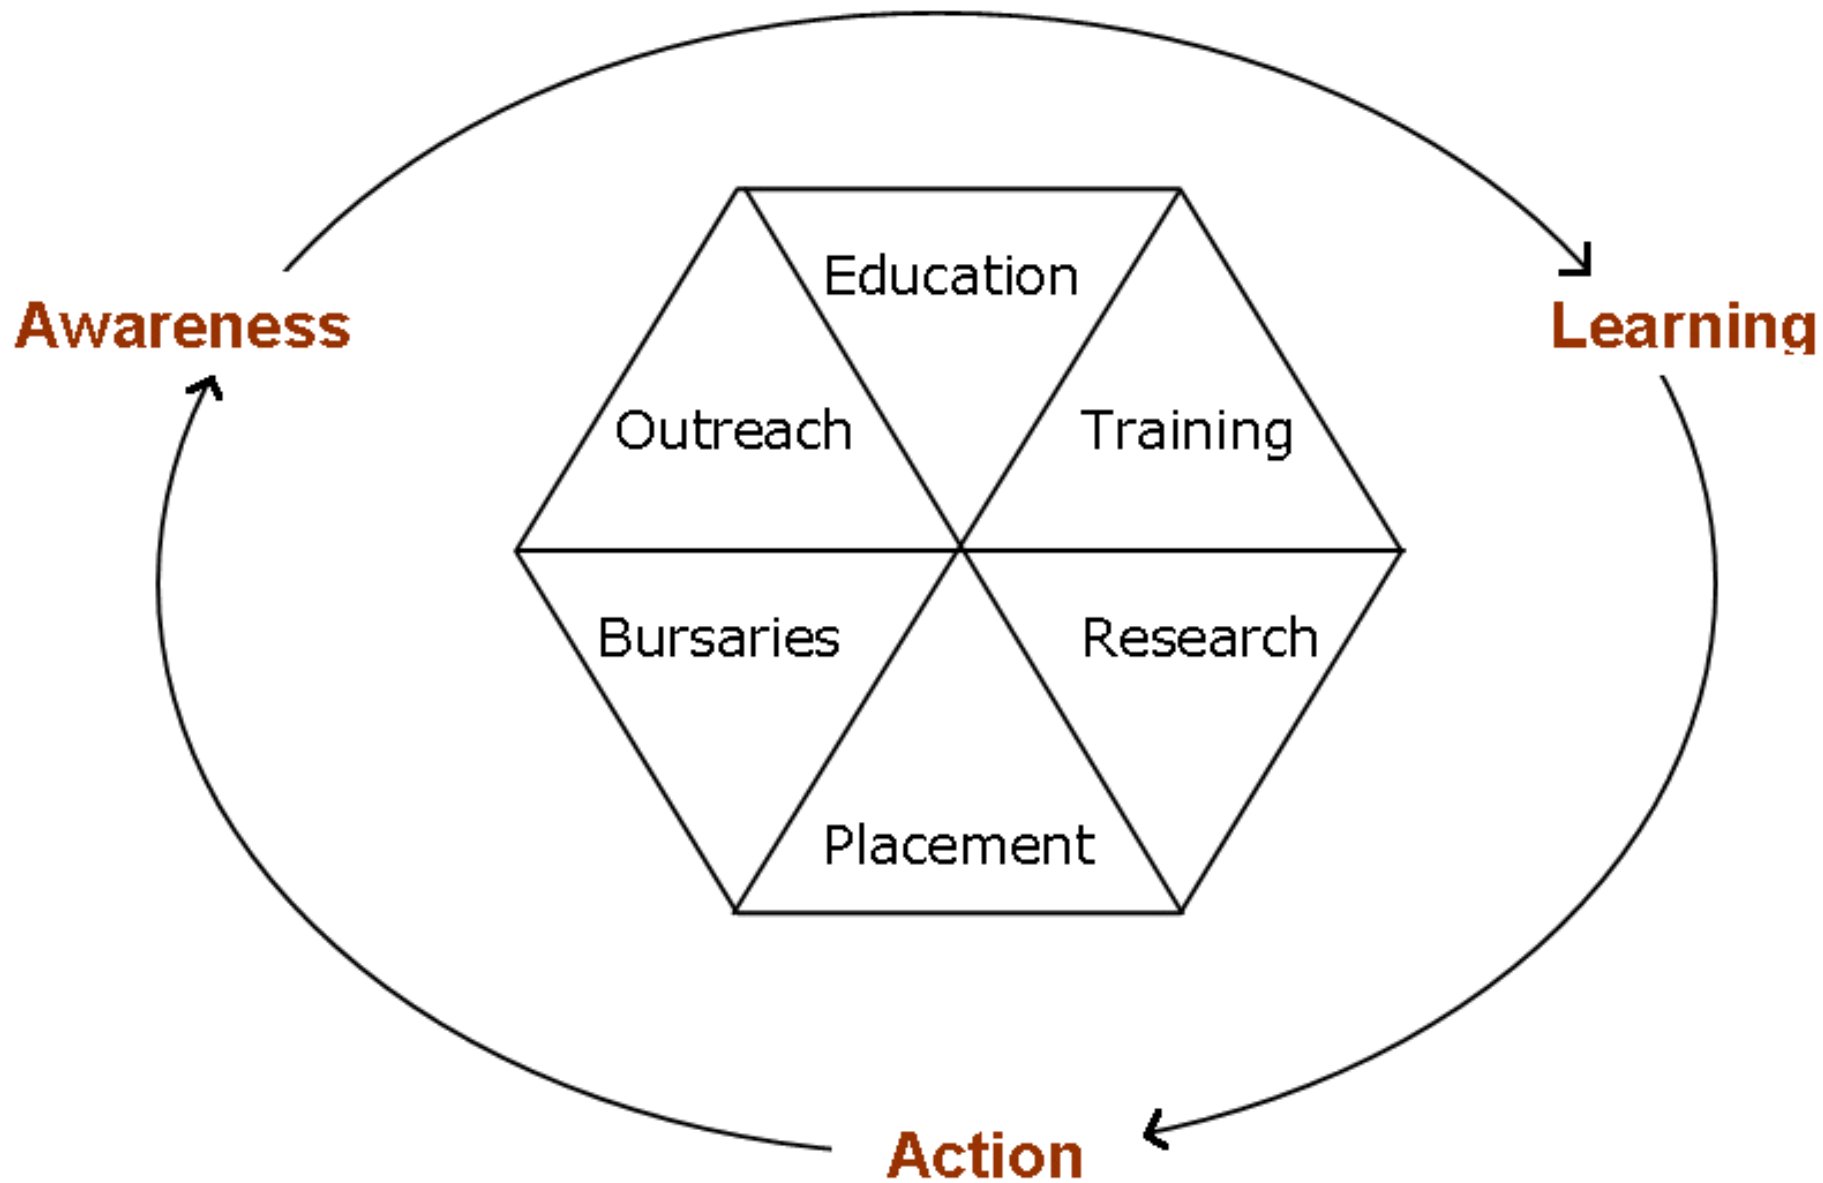 Education
Awareness
Learning
Outreach
Training
Bursaries
Research
Placement
Action